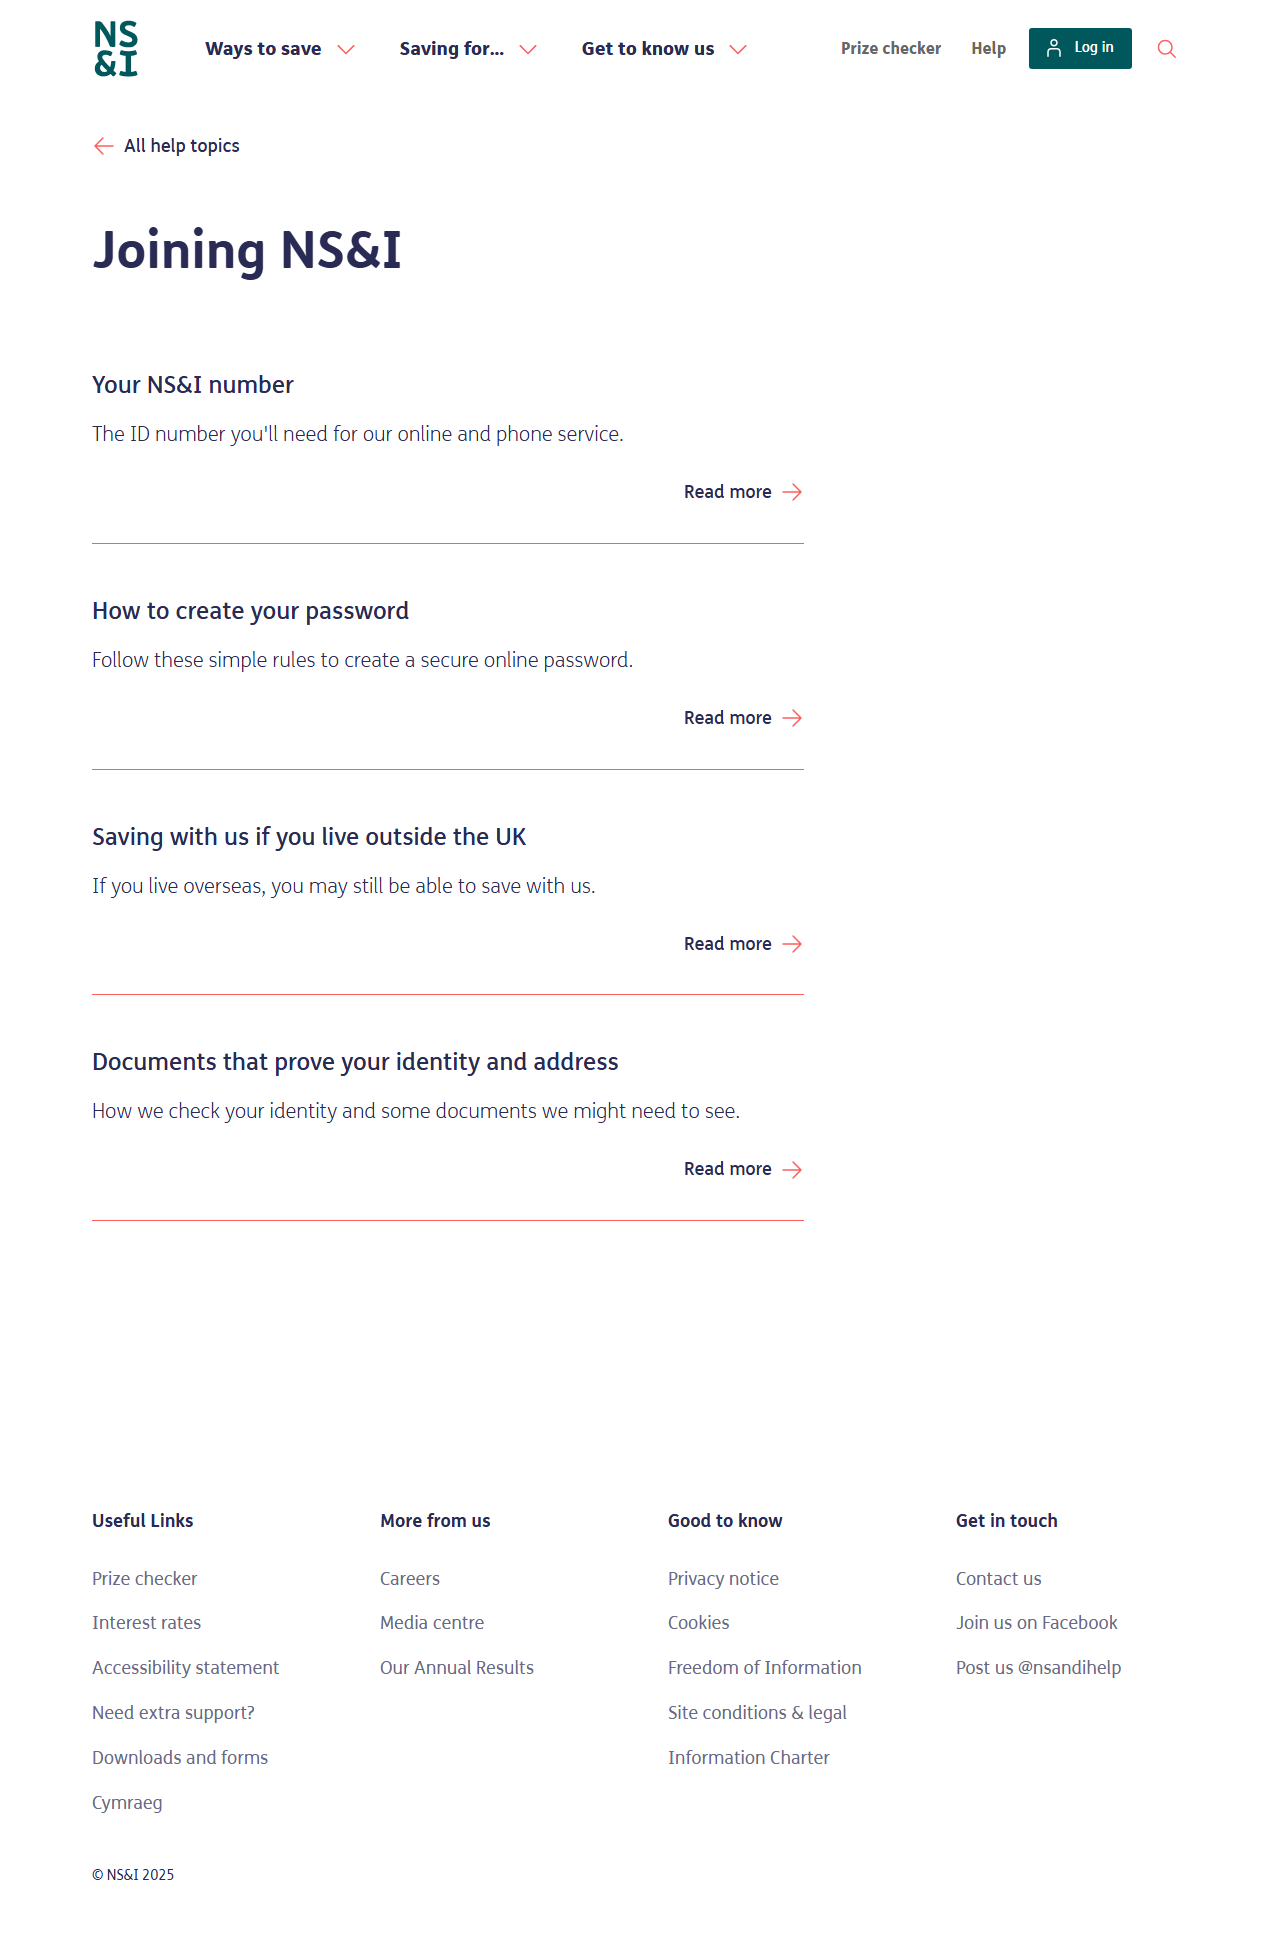 NS
&I
Ways to save
Saving for...
Get to know us
Prize checker
Help
Log in
All help topics
Joining NS&I
Your NS&I number
The ID number you'll need for our online and phone service.
Read more
How to create your password
Follow these simple rules to create a secure online password.
Read more
Saving with us if you live outside the UK
If you live overseas, you may still be able to save with us.
Read more
Documents that prove your identity and address
How we check your identity and some documents we might need to see.
Read more
Useful Links
Prize checker
Interest rates
Accessibility statement
Need extra support?
Downloads and forms
Cymraeg
More from us
Careers
Media centre
Our Annual Results
Good to know
Privacy notice
Cookies
Freedom of Information
Site conditions & legal
Information Charter
Get in touch
Contact us
Join us on Facebook
Post us @nsandihelp
© NS&I 2025